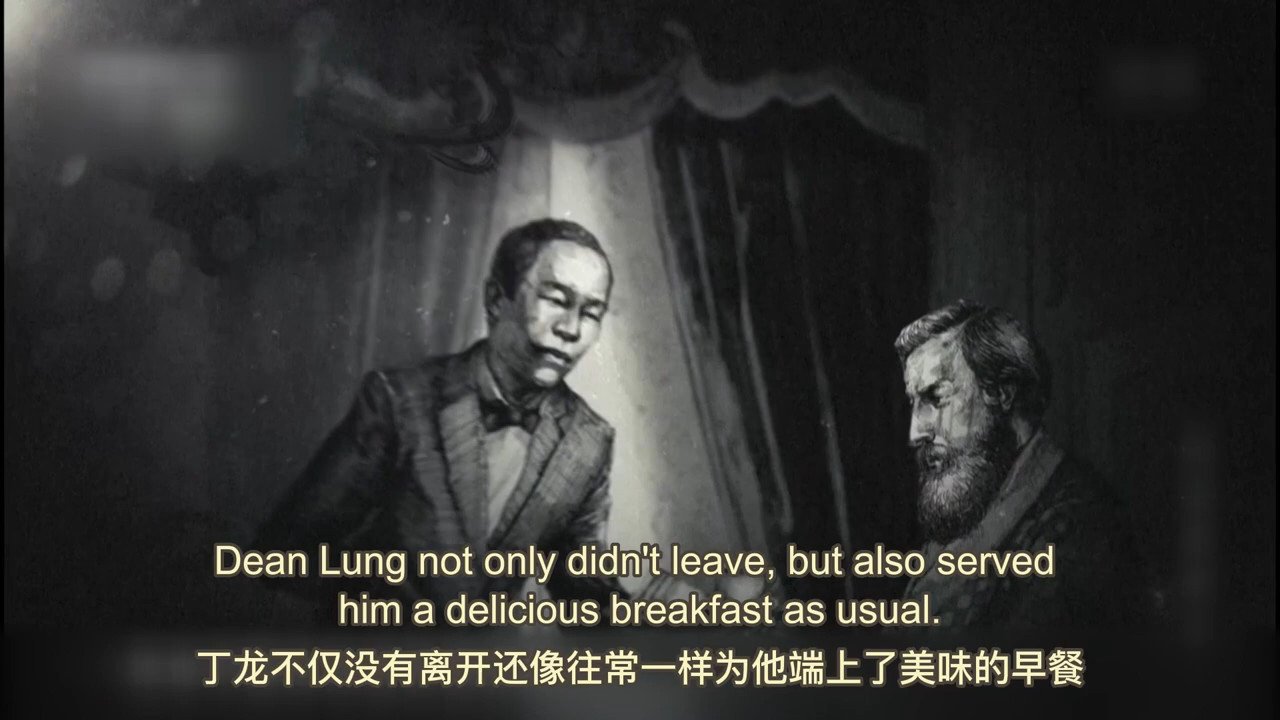 Dean Lung not only didn't leave, but also served
him a delicious breakfast as usual.
丁龙不仅没有离开还像往常一样为他端上了美味的早餐